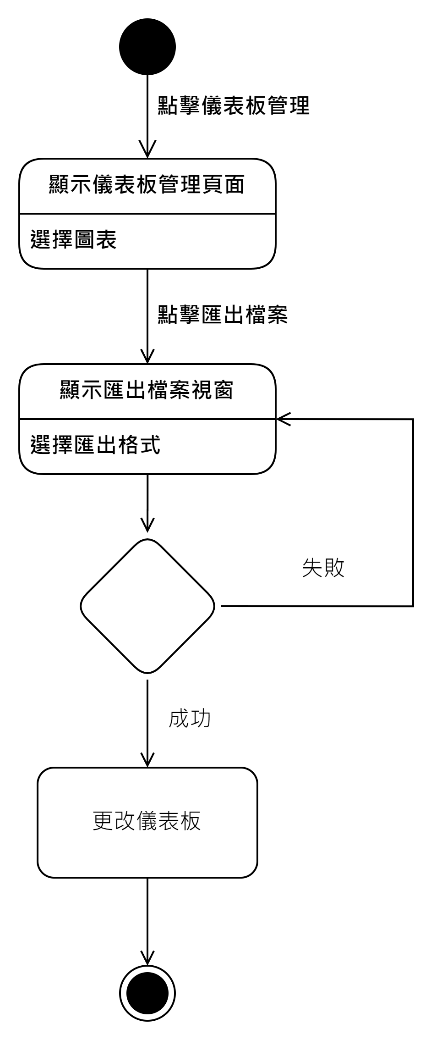 點擊儀表板管理
顯示儀表板管理頁面
選擇圖表
點擊匯出檔案
顯示匯出檔案視窗
選擇匯出格式
失敗
成功
更改儀表板